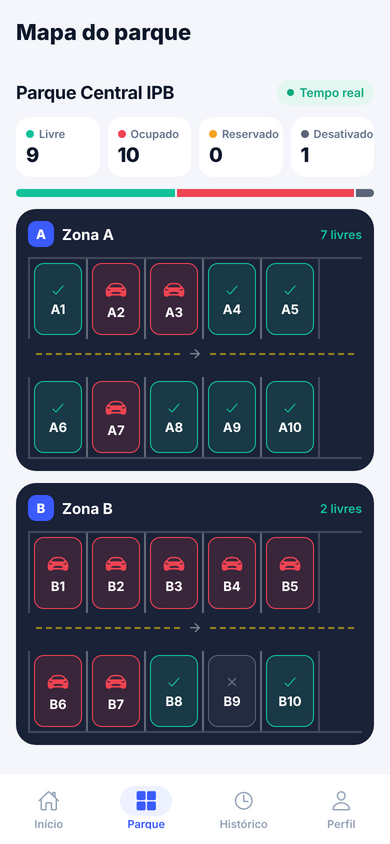 Mapa do parque
Parque Central IPB
Tempo real
Livre
9
Ocupado
10
Reservado
0
Desativado
1
A
Zona A
7 livres
A1
A2
A3
A4
A5
A6
A7
A8
A9
A10
B
Zona B
2 livres
B1
B2
B3
B4
B5
B6
B7
B8
B9
B10
Início
Parque
Histórico
Perfil